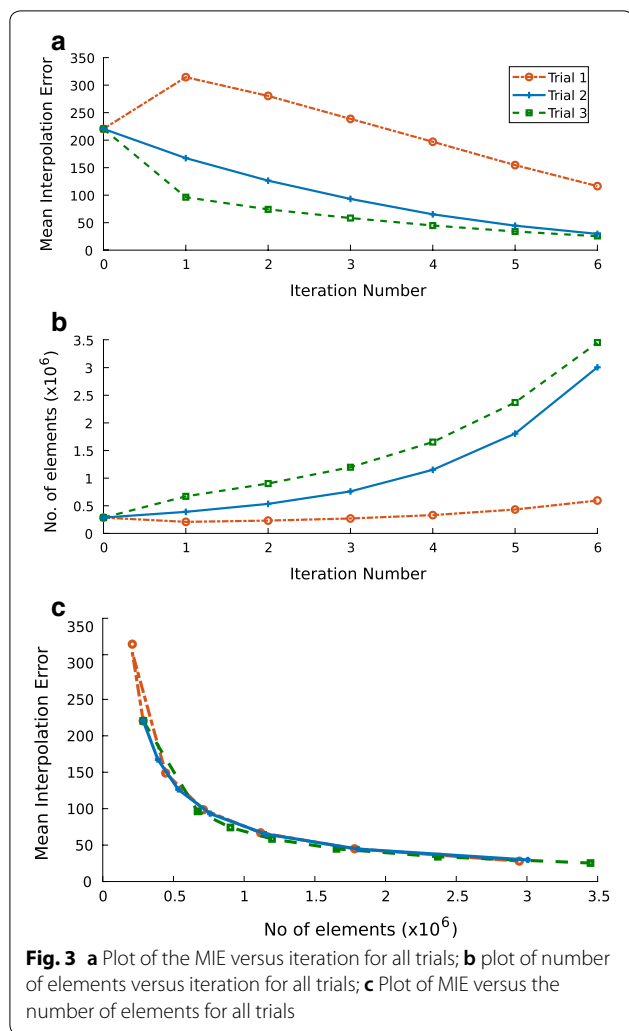 a
350
300
250
200
150
100
50
0
Mean Interpolation Error
Trial 1
Trial 2
Trial 3
0 1 2 3 4 5 6
Iteration Number
b
3.5
3
2.5
2
1.5
1
0.5
0
No. of elements (x10⁶)
0 1 2 3 4 5 6
Iteration Number
c
350
300
250
200
150
100
50
0
Mean Interpolation Error
0 0.5 1 1.5 2 2.5 3 3.5
No of elements (x10⁶)
Fig. 3 a Plot of the MIE versus iteration for all trials; b plot of number
of elements versus iteration for all trials; c Plot of MIE versus the
number of elements for all trials